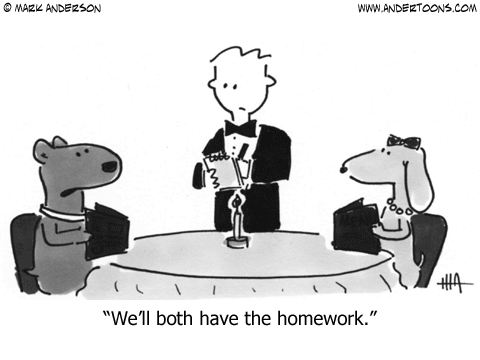 © MARK ANDERSON
WWW.ANDERTOONS.COM
"We'll both have the homework."